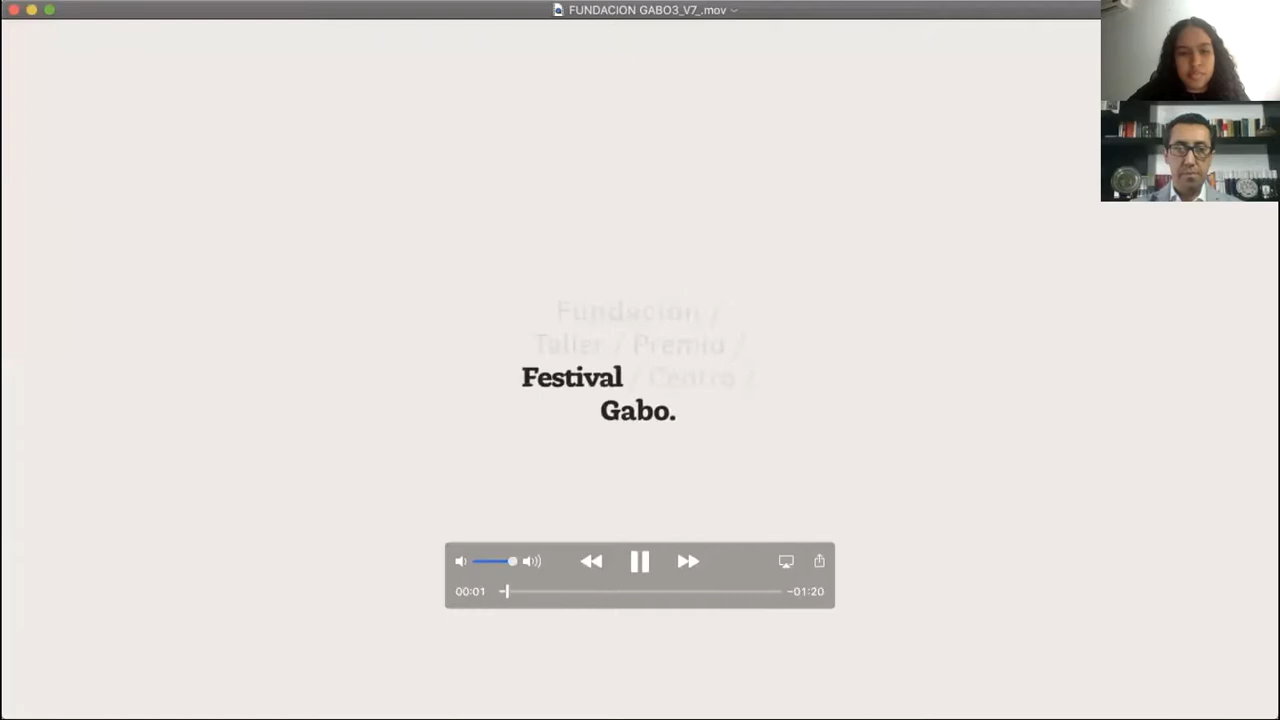 FUNDACION GABO3_V7_.mov
Fundación /
Taller / Premio /
Festival / Centro /
Gabo.
00:01
-01:20